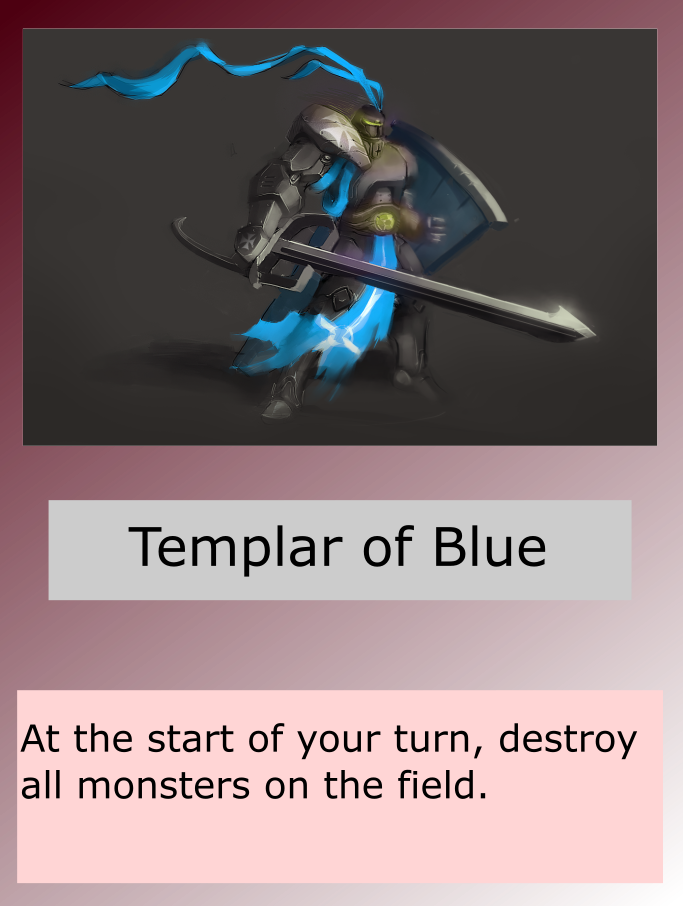 Templar of Blue
At the start of your turn, destroy
all monsters on the field.